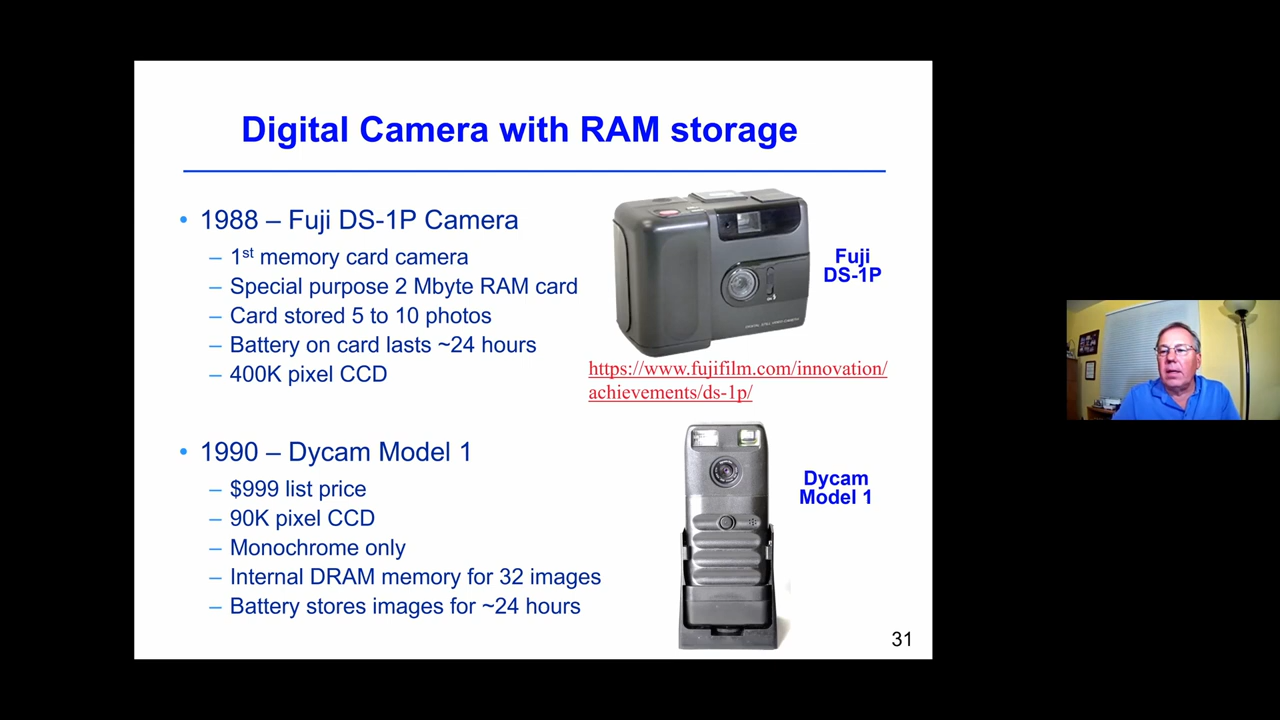 Digital Camera with RAM storage
• 1988 – Fuji DS-1P Camera
– 1st memory card camera
– Special purpose 2 Mbyte RAM card
– Card stored 5 to 10 photos
– Battery on card lasts ~24 hours
– 400K pixel CCD
Fuji
DS-1P
https://www.fujifilm.com/innovation/
achievements/ds-1p/
• 1990 – Dycam Model 1
– $999 list price
– 90K pixel CCD
– Monochrome only
– Internal DRAM memory for 32 images
– Battery stores images for ~24 hours
Dycam
Model 1
31